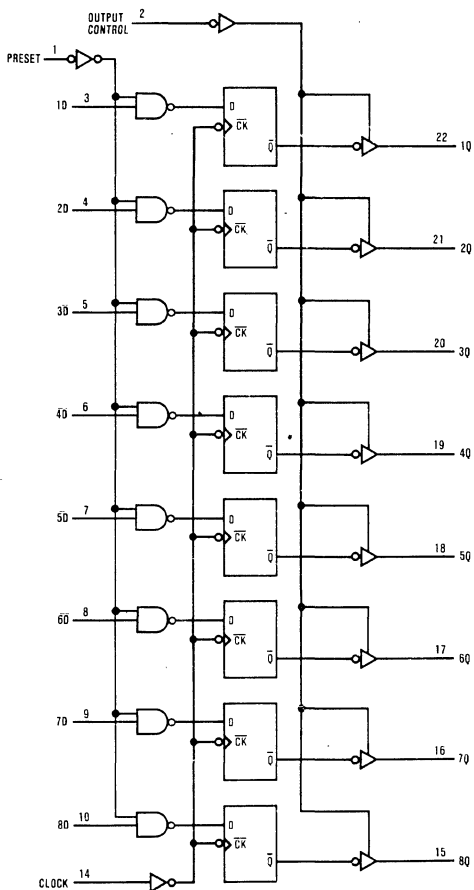 OUTPUT CONTROL 2
PRESET 1
1D 3 D CK Q̅ 22 1Q
2D 4 D CK Q̅ 21 2Q
3D 5 D CK Q̅ 20 3Q
4D 6 D CK Q̅ 19 4Q
5D 7 D CK Q̅ 18 5Q
6D 8 D CK Q̅ 17 6Q
7D 9 D CK Q̅ 16 7Q
8D 10 D CK Q̅ 15 8Q
CLOCK 14